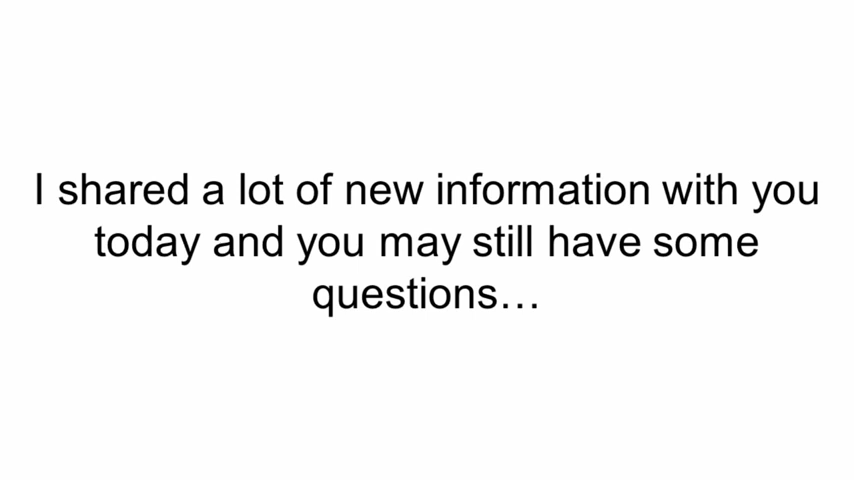 I shared a lot of new information with you
today and you may still have some
questions…